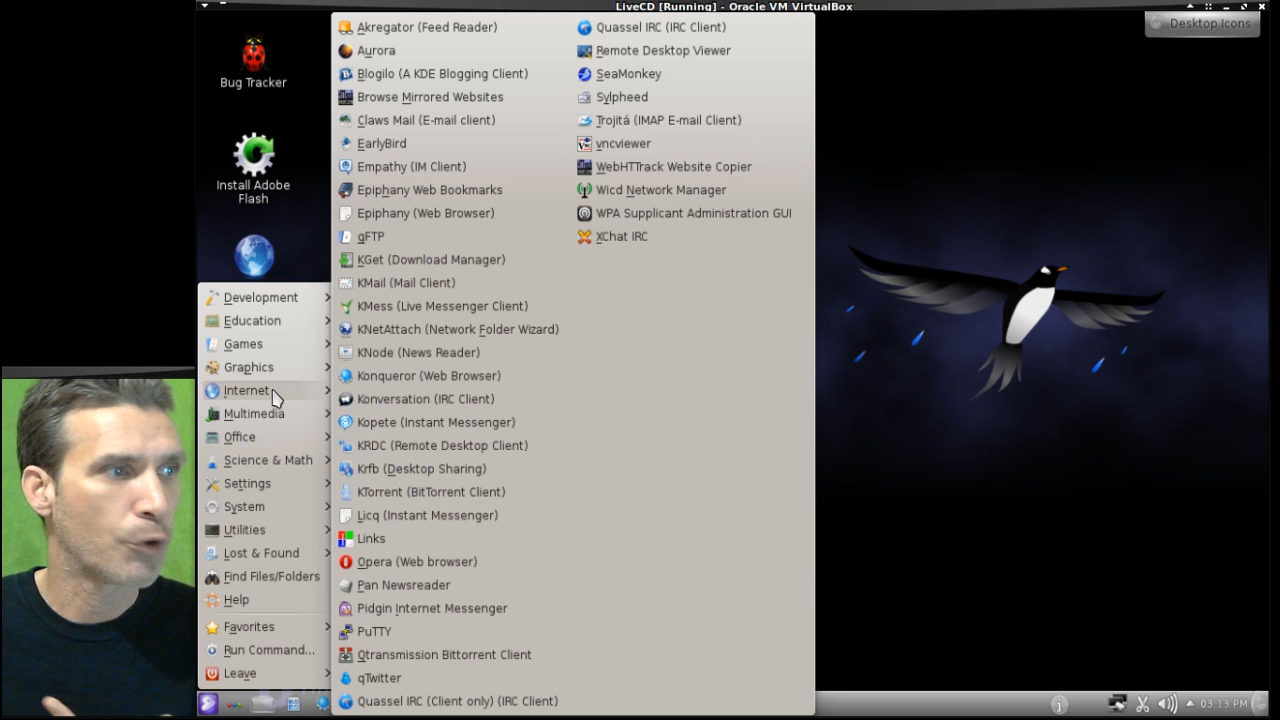 LiveCD [Running] - Oracle VM VirtualBox
Desktop Icons
Bug Tracker
Install Adobe
Flash
Development
Education
Games
Graphics
Internet
Multimedia
Office
Science & Math
Settings
System
Utilities
Lost & Found
Find Files/Folders
Help
Favorites
Run Command...
Leave
Akregator (Feed Reader)
Aurora
Blogilo (A KDE Blogging Client)
Browse Mirrored Websites
Claws Mail (E-mail client)
EarlyBird
Empathy (IM Client)
Epiphany Web Bookmarks
Epiphany (Web Browser)
gFTP
KGet (Download Manager)
KMail (Mail Client)
KMess (Live Messenger Client)
KNetAttach (Network Folder Wizard)
KNode (News Reader)
Konqueror (Web Browser)
Konversation (IRC Client)
Kopete (Instant Messenger)
KRDC (Remote Desktop Client)
Krfb (Desktop Sharing)
KTorrent (BitTorrent Client)
Licq (Instant Messenger)
Links
Opera (Web browser)
Pan Newsreader
Pidgin Internet Messenger
PuTTY
Qtransmission Bittorrent Client
qTwitter
Quassel IRC (Client only) (IRC Client)
Quassel IRC (IRC Client)
Remote Desktop Viewer
SeaMonkey
Sylpheed
Trojitá (IMAP E-mail Client)
vncviewer
WebHTTrack Website Copier
Wicd Network Manager
WPA Supplicant Administration GUI
XChat IRC
03:13 PM